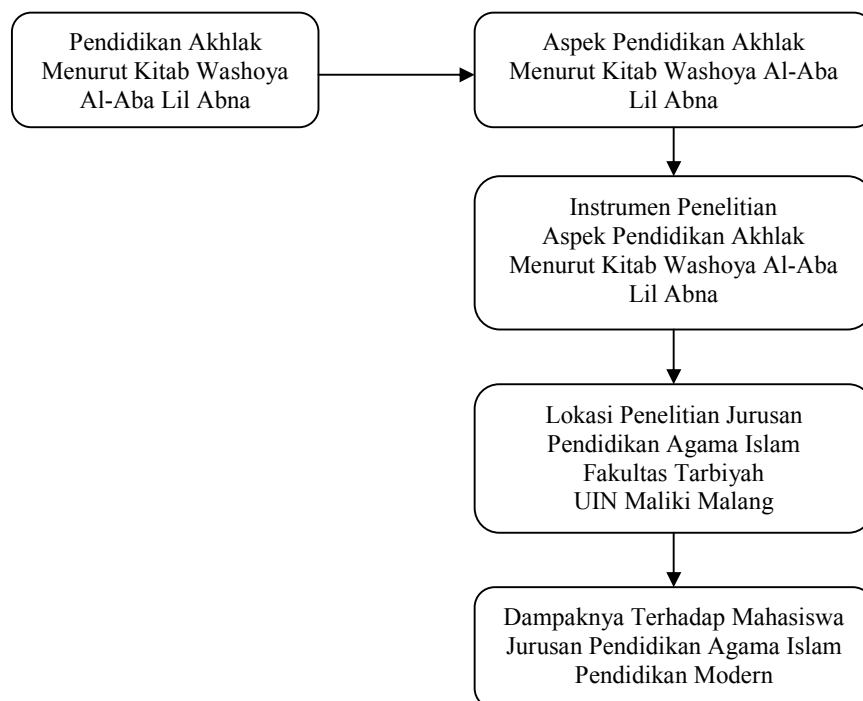 Pendidikan Akhlak
Menurut Kitab Washoya
Al-Aba Lil Abna
Aspek Pendidikan Akhlak
Menurut Kitab Washoya Al-Aba
Lil Abna
Instrumen Penelitian
Aspek Pendidikan Akhlak
Menurut Kitab Washoya Al-Aba
Lil Abna
Lokasi Penelitian Jurusan
Pendidikan Agama Islam
Fakultas Tarbiyah
UIN Maliki Malang
Dampaknya Terhadap Mahasiswa
Jurusan Pendidikan Agama Islam
Pendidikan Modern